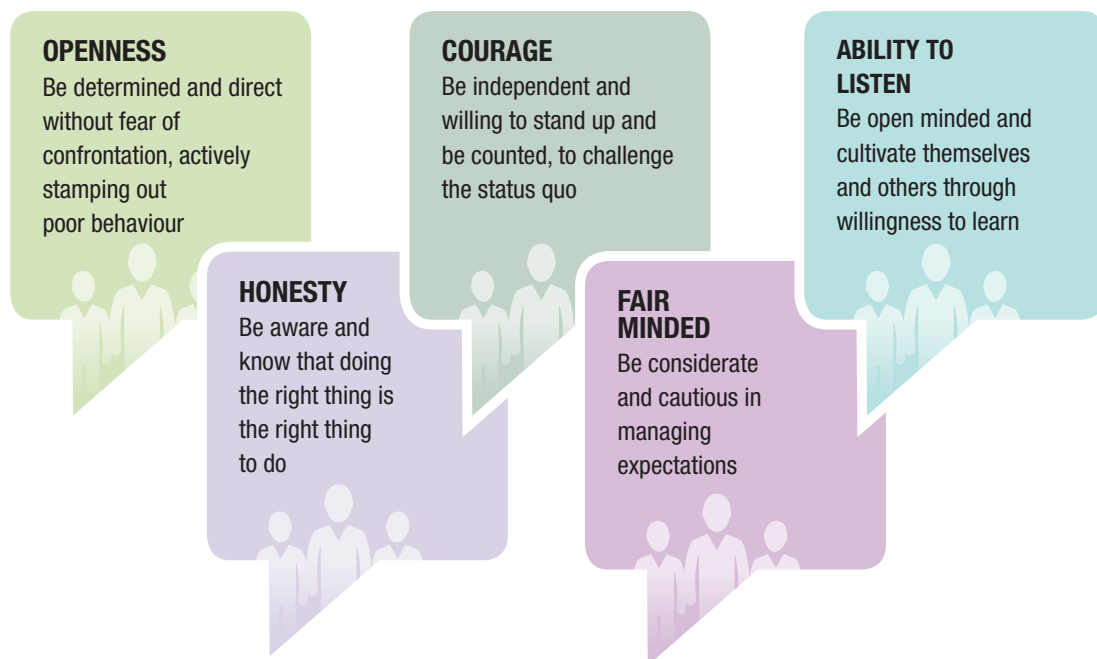 OPENNESS
Be determined and direct
without fear of
confrontation, actively
stamping out
poor behaviour
HONESTY
Be aware and
know that doing
the right thing is
the right thing
to do
COURAGE
Be independent and
willing to stand up and
be counted, to challenge
the status quo
FAIR
MINDED
Be considerate
and cautious in
managing
expectations
ABILITY TO
LISTEN
Be open minded and
cultivate themselves
and others through
willingness to learn